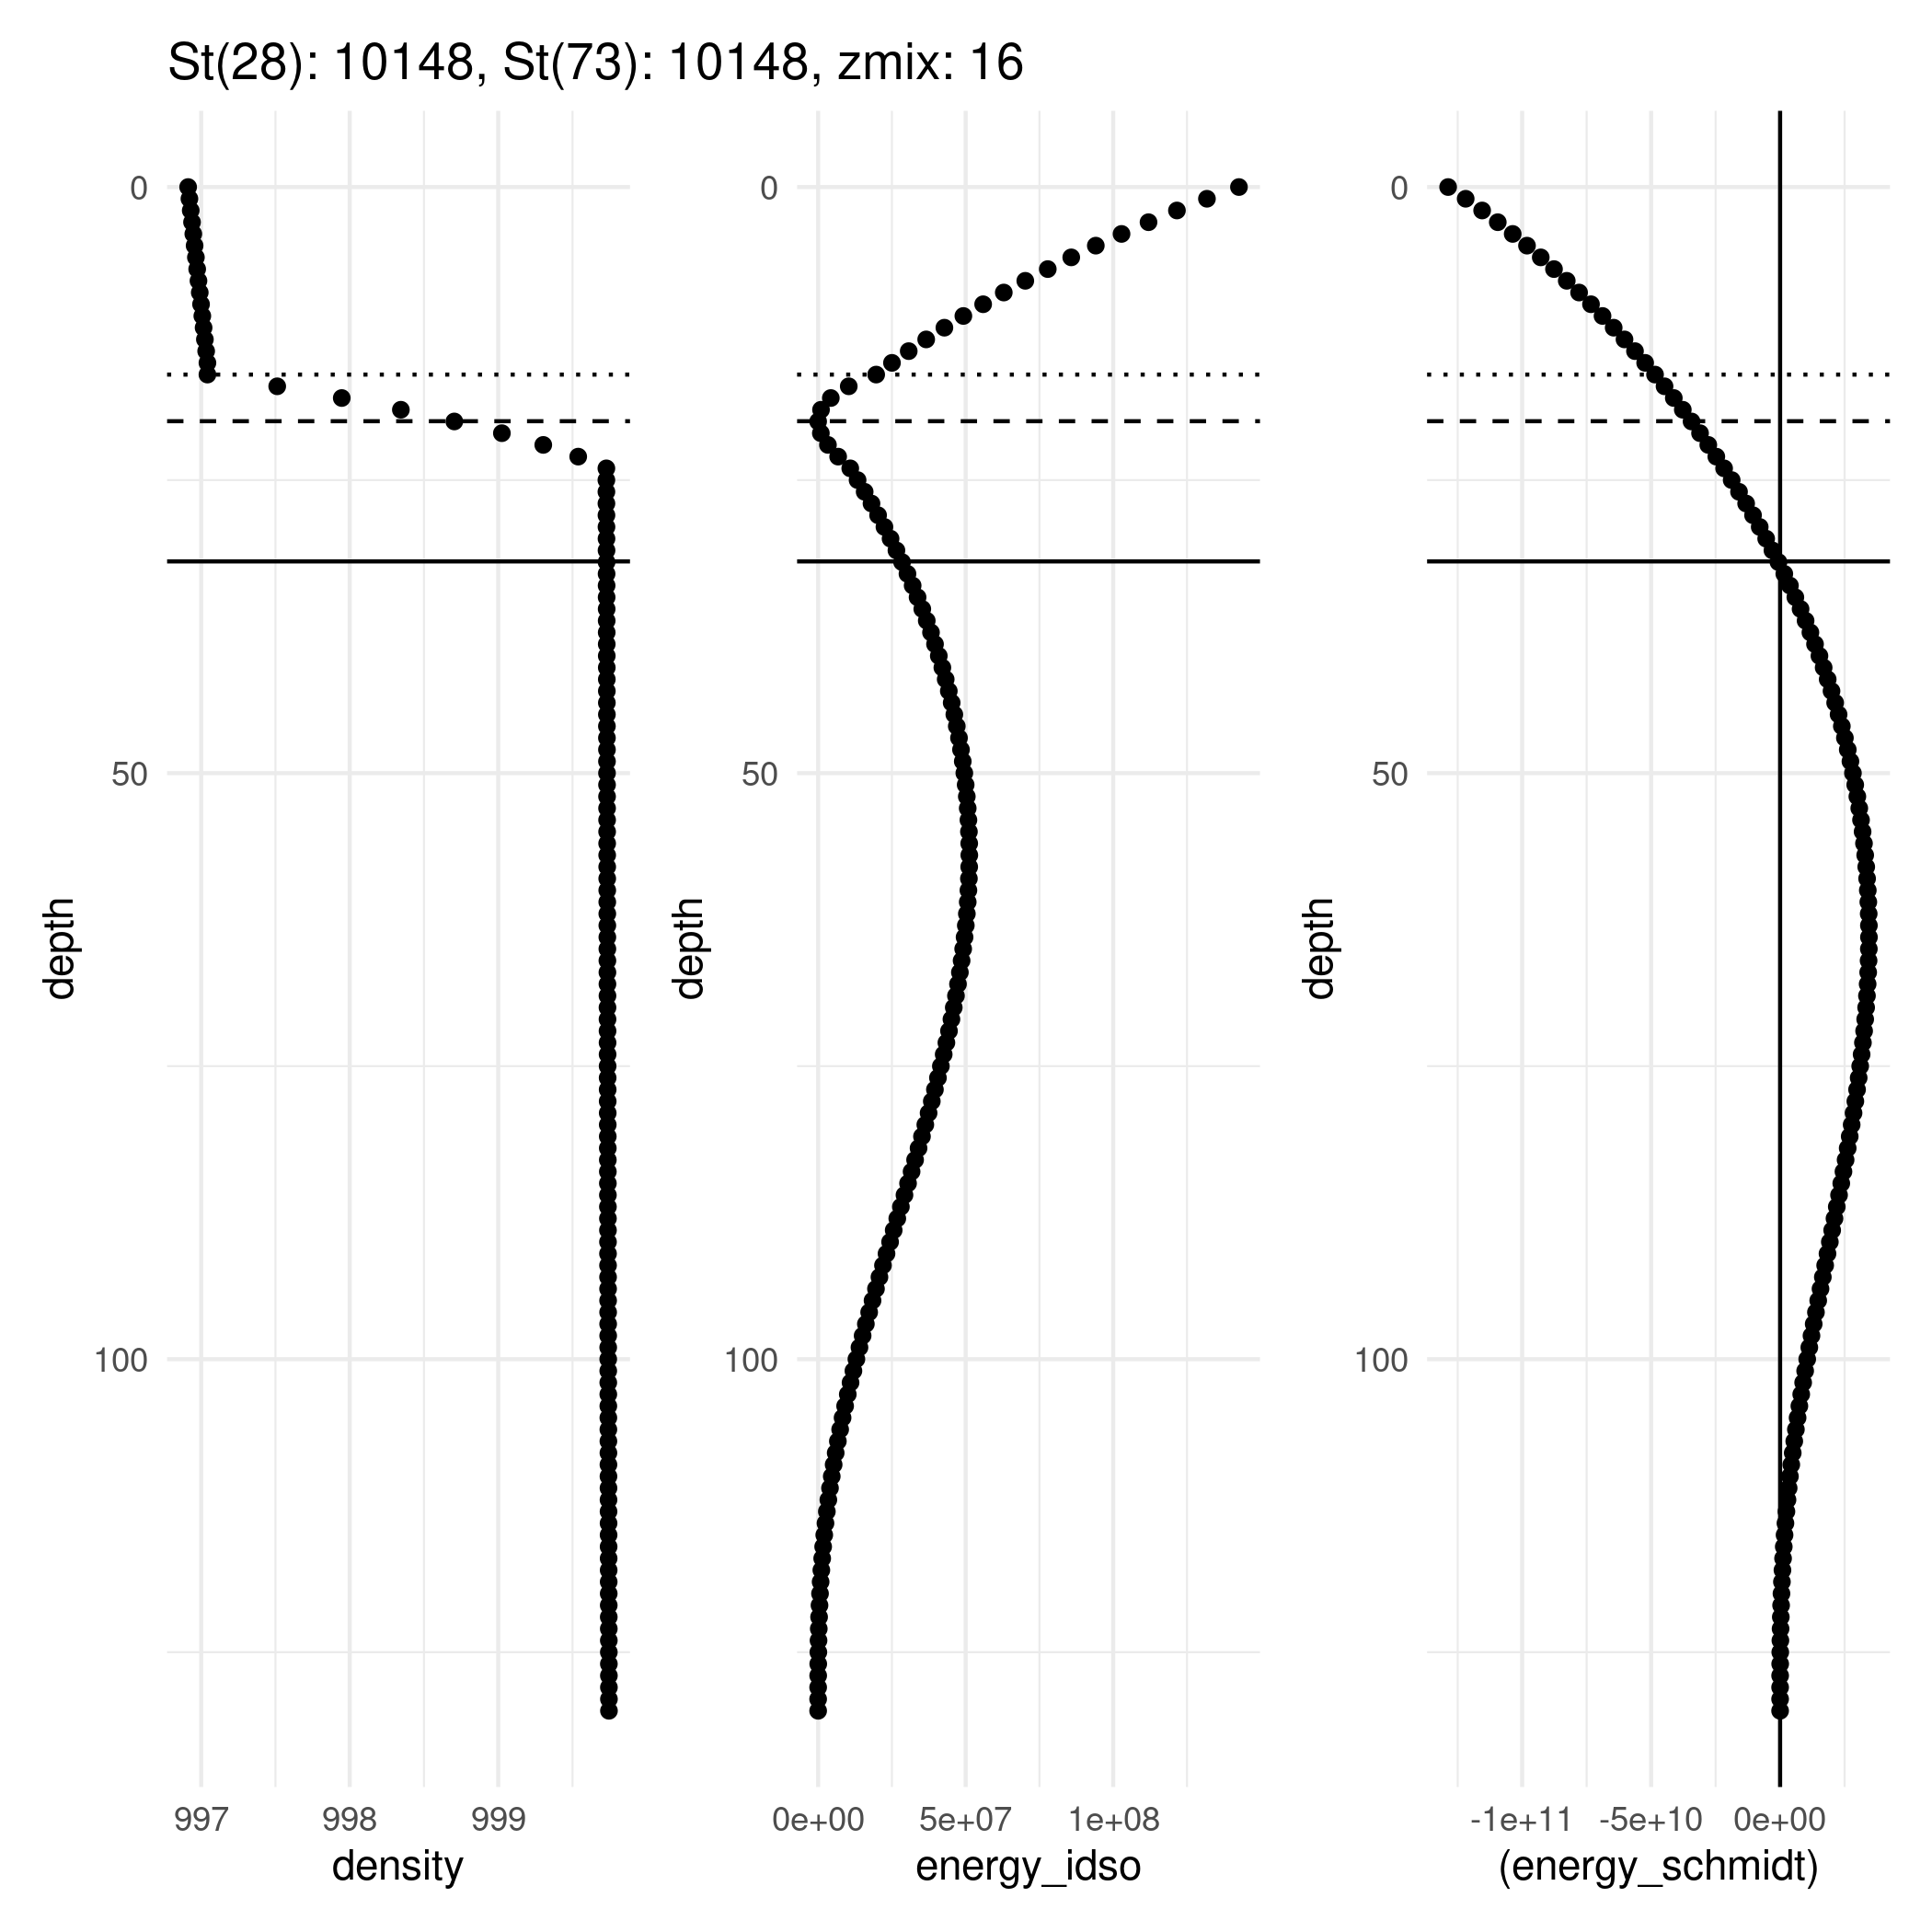 St(28): 10148, St(73): 10148, zmix: 16
0
50
100
depth
997 998 999
density
0
50
100
depth
0e+00 5e+07 1e+08
energy_idso
0
50
100
depth
-1e+11 -5e+10 0e+00
(energy_schmidt)